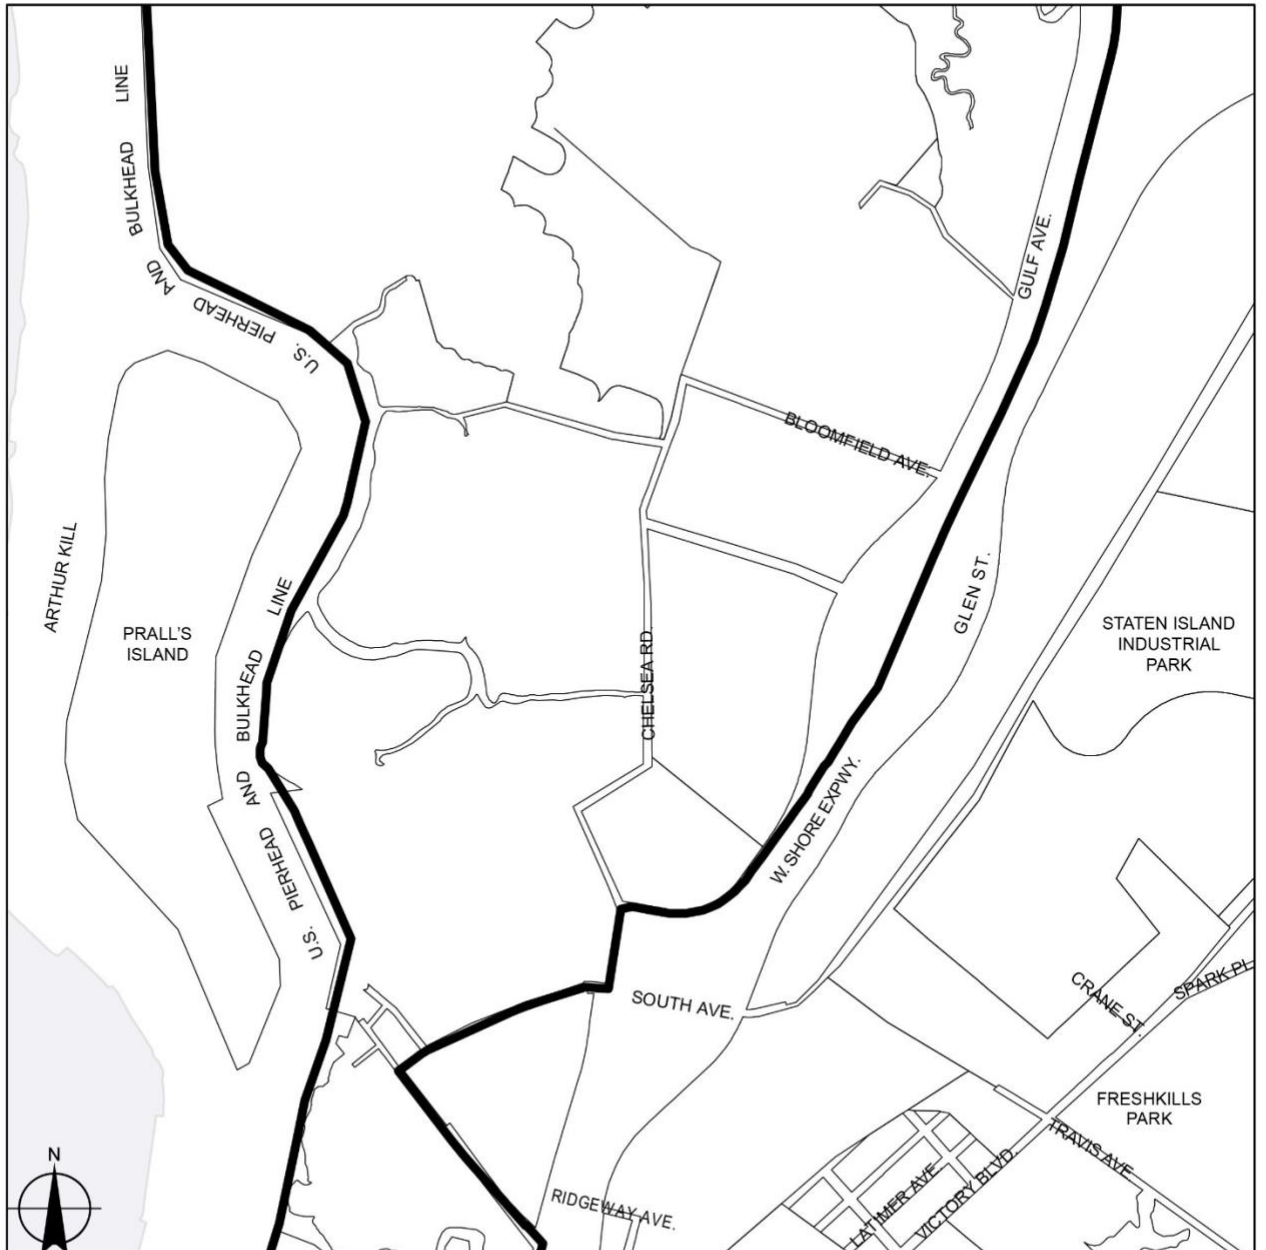 LINE
BULKHEAD
AND
PIERHEAD
U.S.
GULF AVE.
BLOOMFIELD AVE.
ARTHUR KILL
PRALL'S
ISLAND
LINE
BULKHEAD
AND
PIERHEAD
U.S.
CHELSEA RD.
GLEN ST.
STATEN ISLAND
INDUSTRIAL
PARK
W. SHORE EXPWY.
SOUTH AVE.
CRANE ST.
SPARK PL
FRESHKILLS
PARK
TRAVIS AVE
LATIMER AVE
VICTORY BLVD.
RIDGEWAY AVE.
N